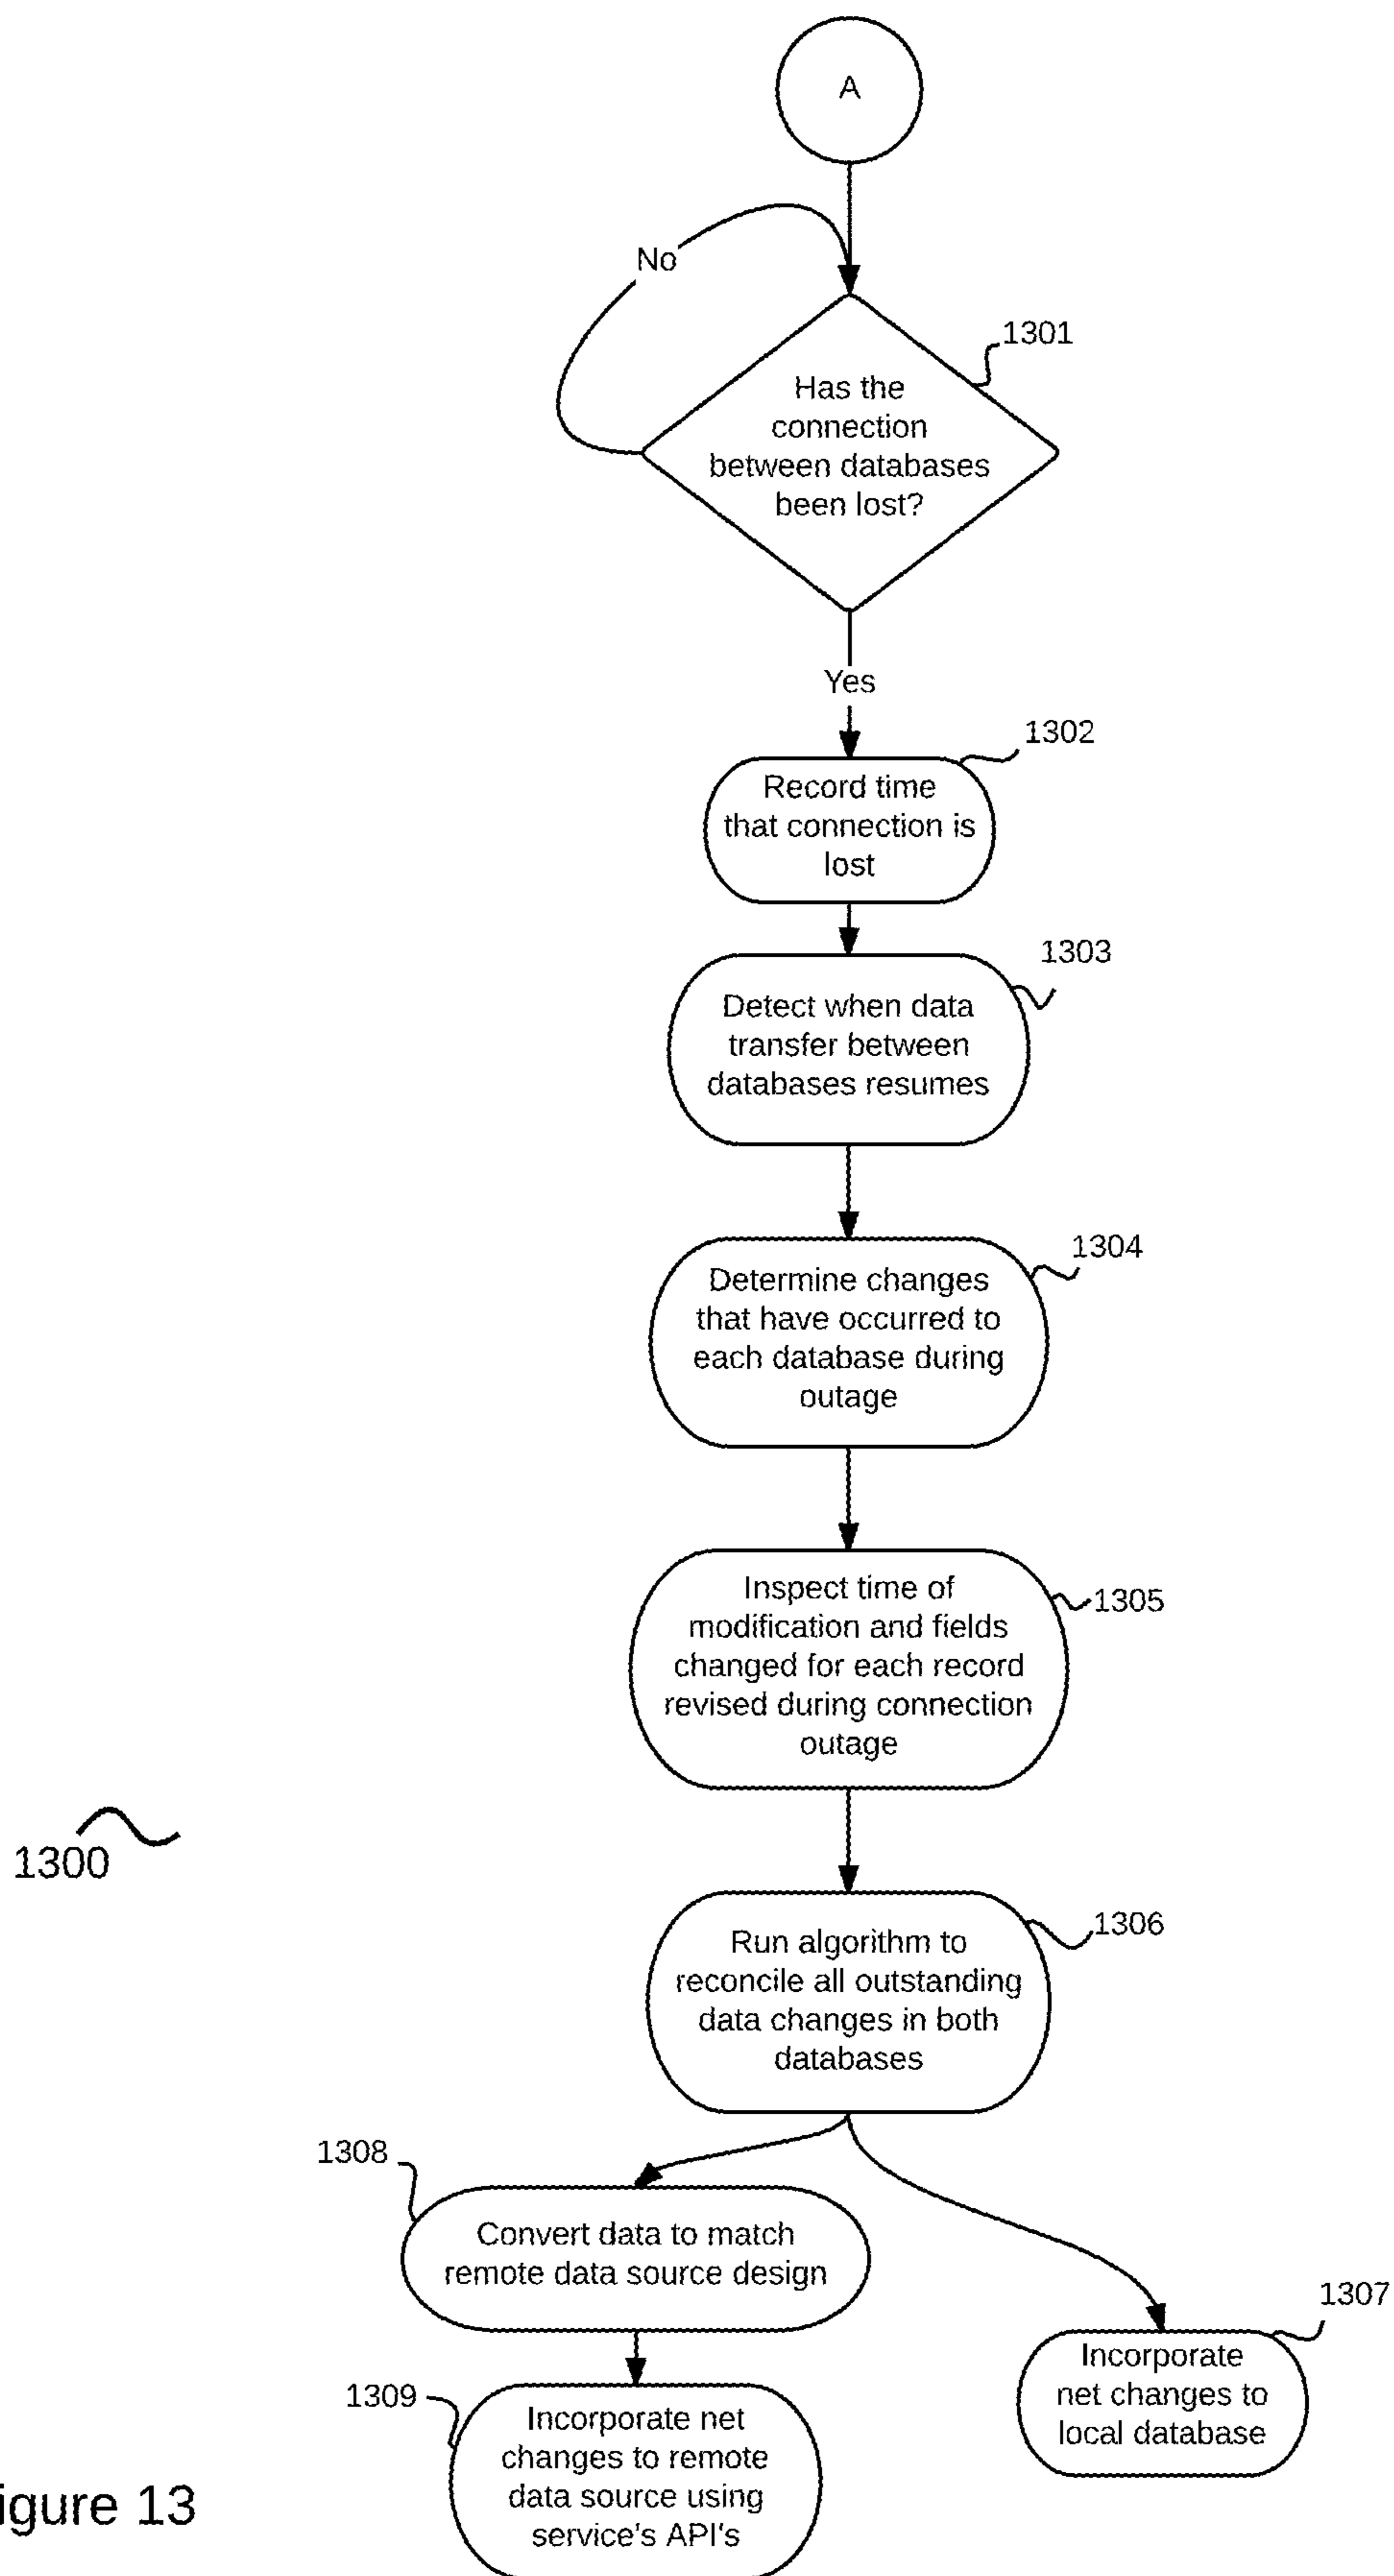 A
No
1301
Has the
connection
between databases
been lost?
Yes
1302
Record time
that connection is
lost
1303
Detect when data
transfer between
databases resumes
1304
Determine changes
that have occurred to
each database during
outage
1305
Inspect time of
modification and fields
changed for each record
revised during connection
outage
1300
1306
Run algorithm to
reconcile all outstanding
data changes in both
databases
1308
Convert data to match
remote data source design
1307
Incorporate
net changes to
local database
1309
Incorporate net
changes to remote
data source using
service's API's
igure 13